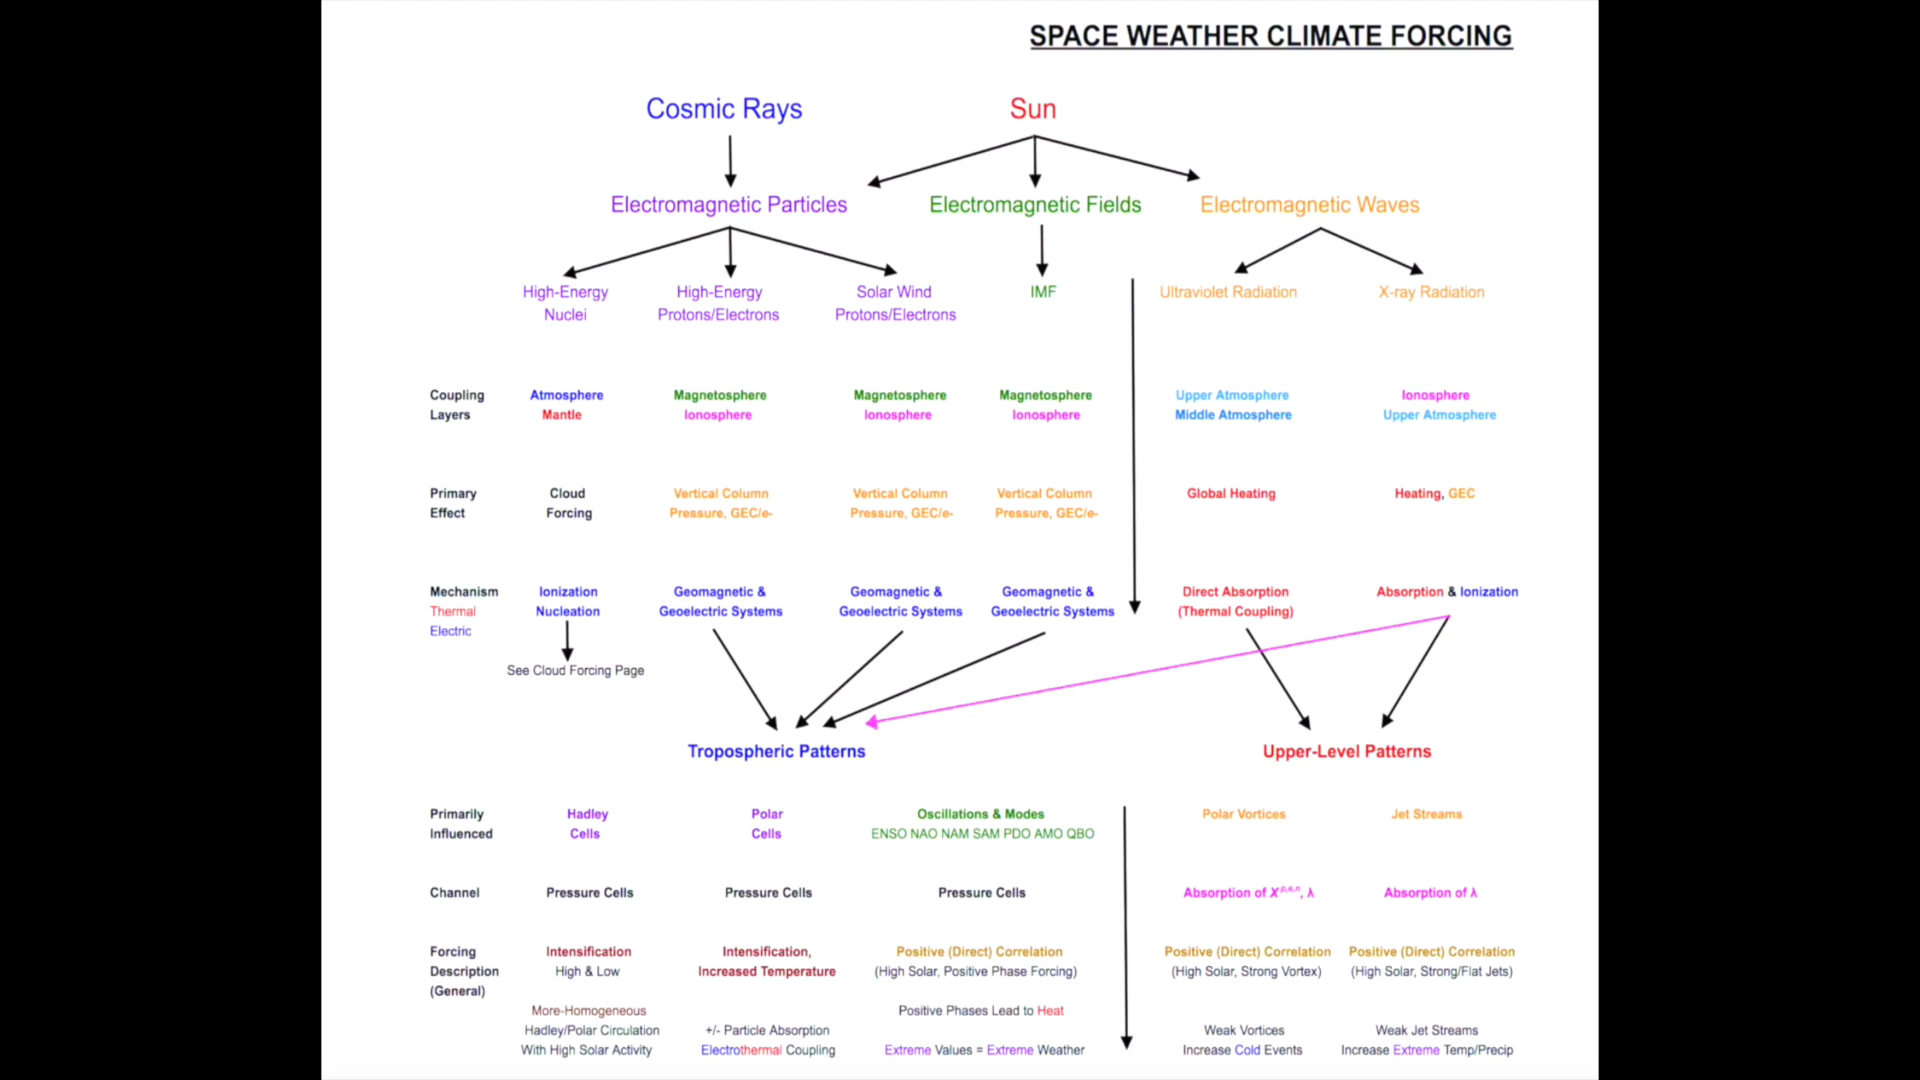 SPACE WEATHER CLIMATE FORCING
Cosmic Rays Sun
Electromagnetic Particles Electromagnetic Fields Electromagnetic Waves
High-Energy High-Energy Solar Wind IMF Ultraviolet Radiation X-ray Radiation
Nuclei Protons/Electrons Protons/Electrons
Coupling Atmosphere Magnetosphere Magnetosphere Magnetosphere Upper Atmosphere Ionosphere
Layers Mantle Ionosphere Ionosphere Ionosphere Middle Atmosphere Upper Atmosphere
Primary Cloud Vertical Column Vertical Column Vertical Column Global Heating Heating, GEC
Effect Forcing Pressure, GEC/e- Pressure, GEC/e- Pressure, GEC/e-
Mechanism Ionization Geomagnetic & Geomagnetic & Geomagnetic & Direct Absorption Absorption & Ionization
Thermal Nucleation Geoelectric Systems Geoelectric Systems Geoelectric Systems (Thermal Coupling)
Electric
See Cloud Forcing Page
Tropospheric Patterns Upper-Level Patterns
Primarily Hadley Polar Oscillations & Modes Polar Vortices Jet Streams
Influenced Cells Cells ENSO NAO NAM SAM PDO AMO QBO
Channel Pressure Cells Pressure Cells Pressure Cells Absorption of X^p,e,n, λ Absorption of λ
Forcing Intensification Intensification, Positive (Direct) Correlation Positive (Direct) Correlation Positive (Direct) Correlation
Description High & Low Increased Temperature (High Solar, Positive Phase Forcing) (High Solar, Strong Vortex) (High Solar, Strong/Flat Jets)
(General)
More-Homogeneous Positive Phases Lead to Heat
Hadley/Polar Circulation +/- Particle Absorption Weak Vortices Weak Jet Streams
With High Solar Activity Electrothermal Coupling Extreme Values = Extreme Weather Increase Cold Events Increase Extreme Temp/Precip